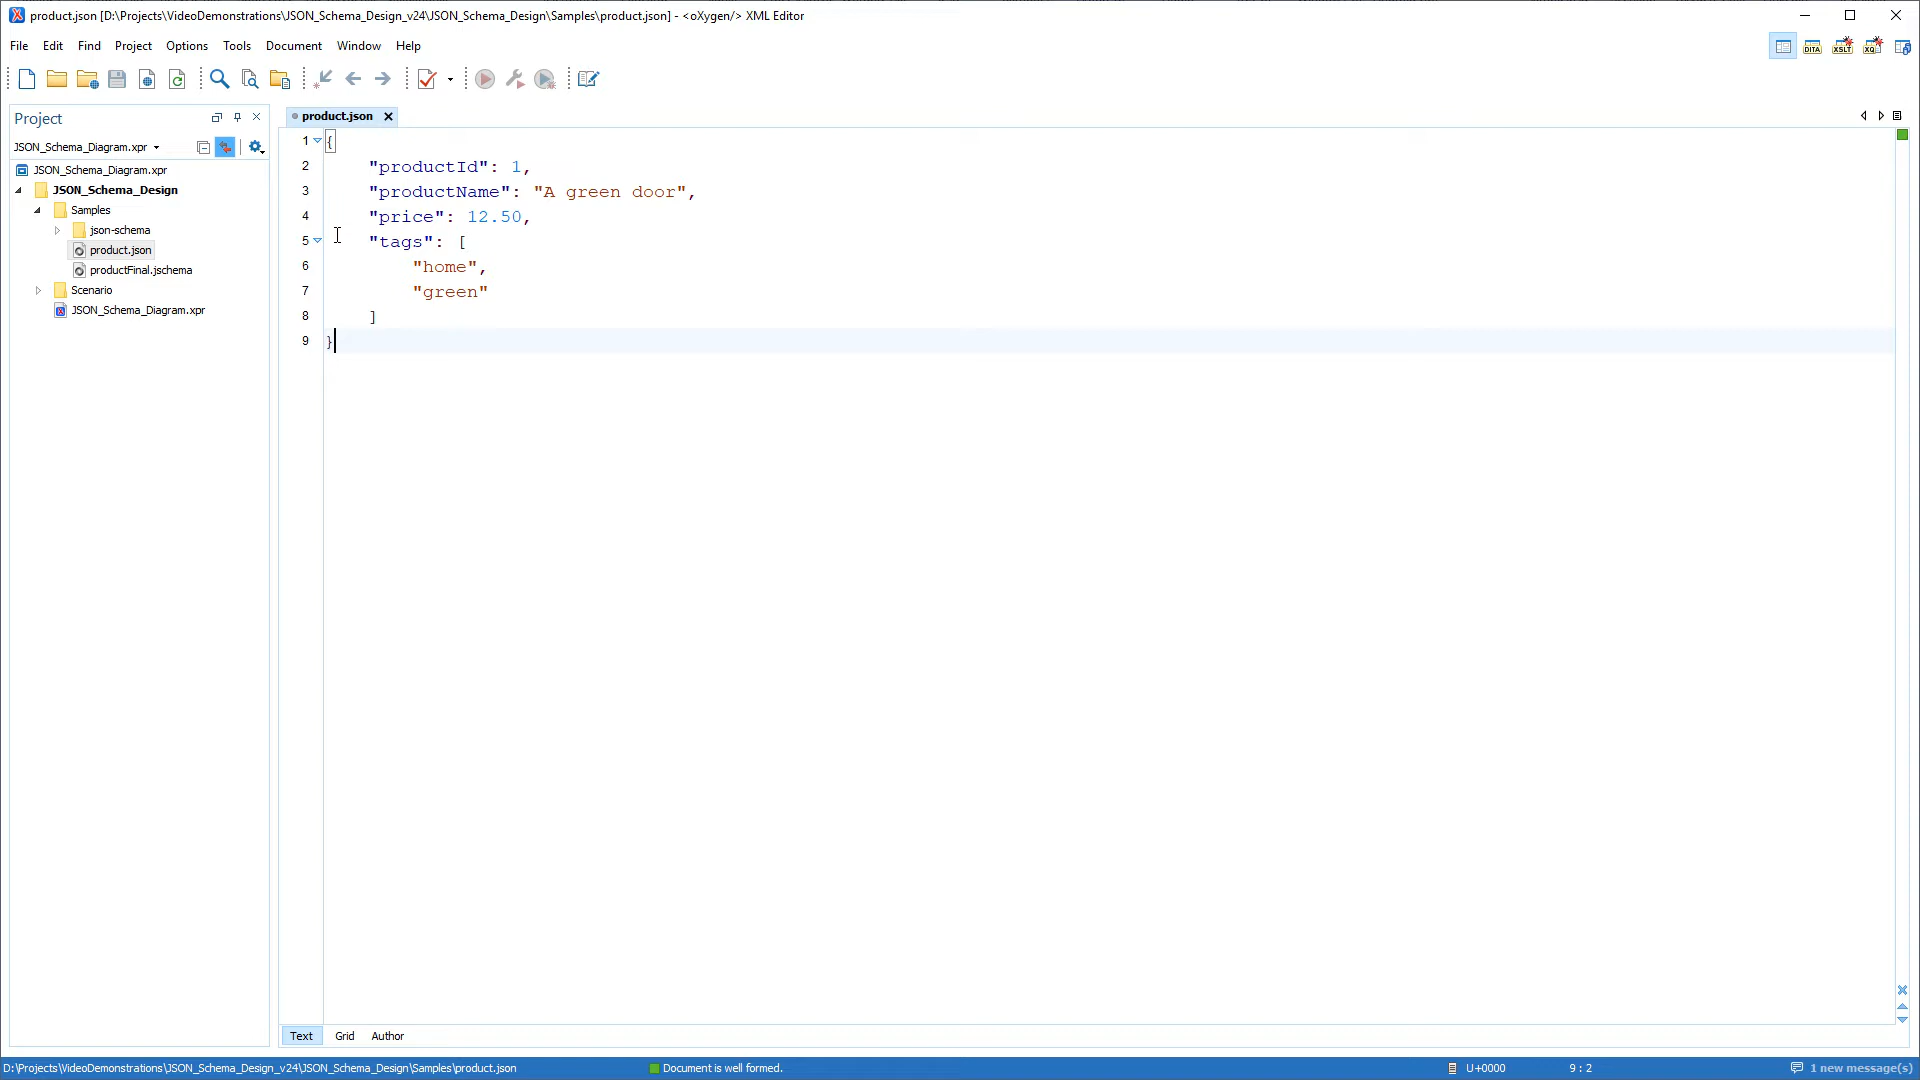 product.json [D:\Projects\VideoDemonstrations\JSON_Schema_Design_v24\JSON_Schema_Design\Samples\product.json] - <oXygen/> XML Editor
File Edit Find Project Options Tools Document Window Help
DITA XSLT XQ
Project
JSON_Schema_Diagram.xpr
JSON_Schema_Diagram.xpr
JSON_Schema_Design
Samples
json-schema
product.json
productFinal.jschema
Scenario
JSON_Schema_Diagram.xpr
product.json
1 {
2 "productId": 1,
3 "productName": "A green door",
4 "price": 12.50,
5 "tags": [
6 "home",
7 "green"
8 ]
9 }
Text Grid Author
D:\Projects\VideoDemonstrations\JSON_Schema_Design_v24\JSON_Schema_Design\Samples\product.json Document is well formed. U+0000 9 : 2 1 new message(s)